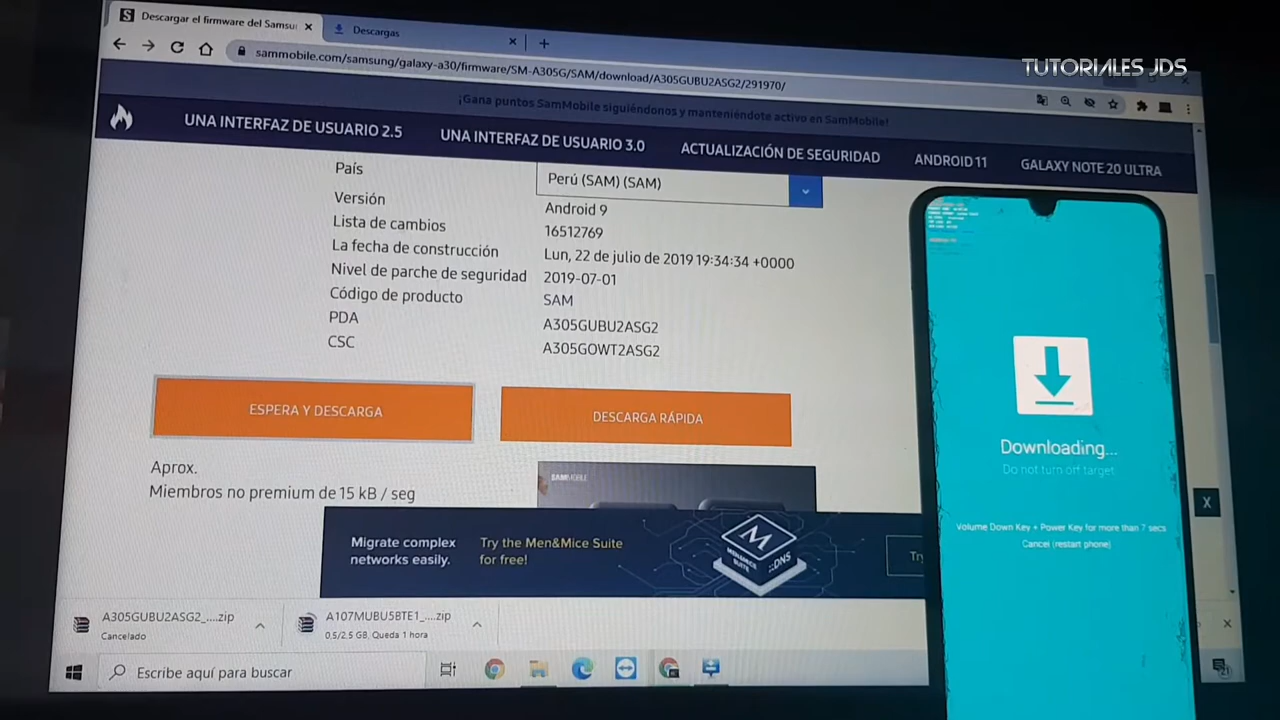 Descargar el firmware del Samsu
Descargas
TUTORIALES JDS
sammobile.com/samsung/galaxy-a30/firmware/SM-A305G/SAM/download/A305GUBU2ASG2/291970/
¡Gana puntos SamMobile siguiéndonos y manteniéndote activo en SamMobile!
UNA INTERFAZ DE USUARIO 2.5
UNA INTERFAZ DE USUARIO 3.0
ACTUALIZACIÓN DE SEGURIDAD
ANDROID 11
GALAXY NOTE 20 ULTRA
País
Perú (SAM) (SAM)
Versión
Android 9
Lista de cambios
16512769
La fecha de construcción
Lun, 22 de julio de 2019 19:34:34 +0000
Nivel de parche de seguridad
2019-07-01
Código de producto
SAM
PDA
A305GUBU2ASG2
CSC
A305GOWT2ASG2
ESPERA Y DESCARGA
DESCARGA RÁPIDA
Aprox.
Miembros no premium de 15 kB / seg
SAMMOBILE
Downloading...
Do not turn off target
Volume Down Key + Power Key for more than 7 secs
Cancel (restart phone)
X
Migrate complex
networks easily.
Try the Men&Mice Suite
for free!
M
MEN&MICE
SUITE
::DNS
A305GUBU2ASG2_....zip
Cancelado
A107MUBU5BTE1_....zip
0,5/2,5 GB, Queda 1 hora
Escribe aquí para buscar